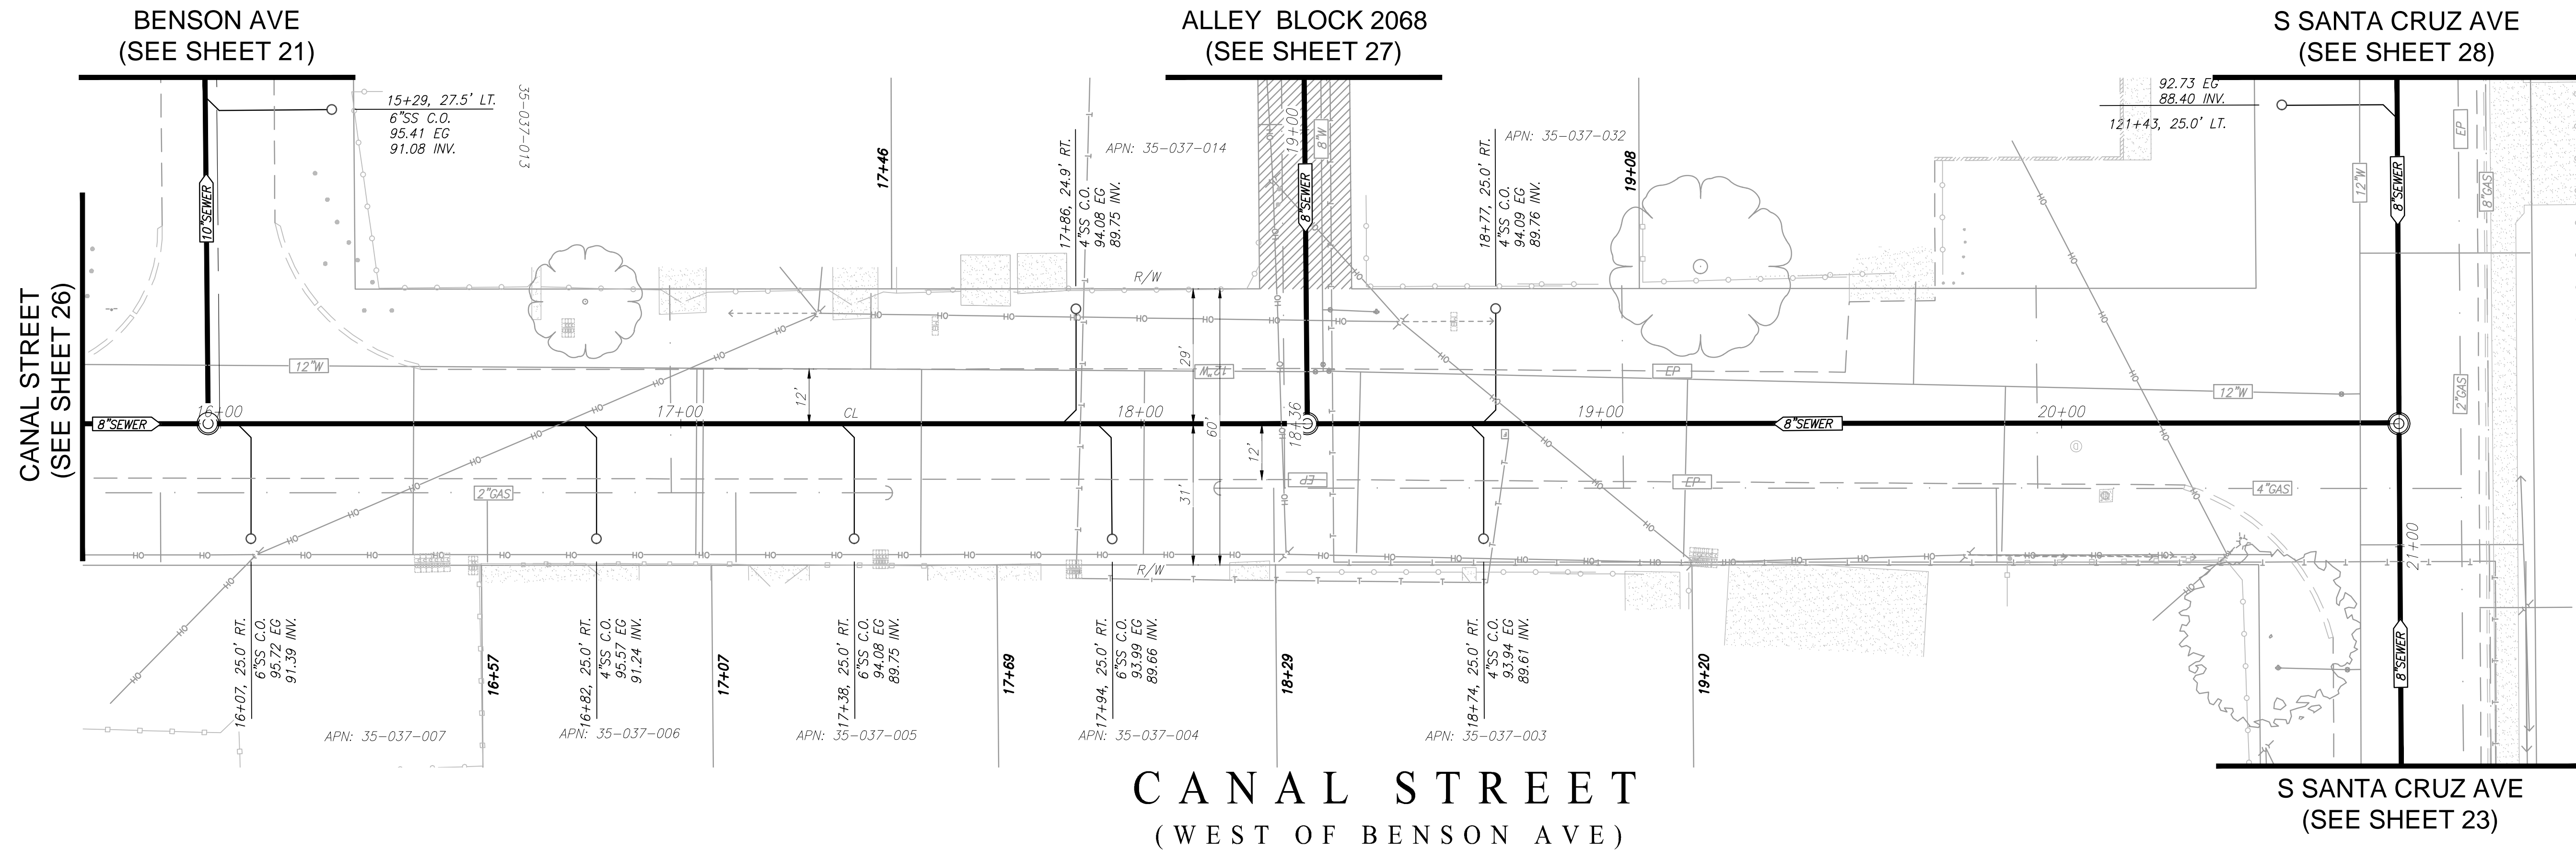 BENSON AVE
(SEE SHEET 21)
ALLEY BLOCK 2068
(SEE SHEET 27)
S SANTA CRUZ AVE
(SEE SHEET 28)
CANAL STREET
(SEE SHEET 26)
15+29, 27.5' LT.
6"SS C.O.
95.41 EG
91.08 INV.
35-037-013
10"SEWER
17+46
17+86, 24.9' RT.
4"SS C.O.
94.08 EG
89.75 INV.
APN: 35-037-014
19+00
8"W
8"SEWER
18+77, 25.0' RT.
4"SS C.O.
94.09 EG
89.76 INV.
APN: 35-037-032
19+08
92.73 EG
88.40 INV.
121+43, 25.0' LT.
12"W
8"SEWER
EP
8"GAS
R/W
12"W
12'
29'
60'
12"W
EP
12"W
2"GAS
8"SEWER
16+00
17+00
CL
18+00
18+36
19+00
8"SEWER
20+00
2"GAS
12'
31'
EP
EP
4"GAS
21+00
R/W
HO
16+07, 25.0' RT.
6"SS C.O.
95.72 EG
91.39 INV.
16+57
16+82, 25.0' RT.
4"SS C.O.
95.57 EG
91.24 INV.
17+07
17+38, 25.0' RT.
6"SS C.O.
94.08 EG
89.75 INV.
17+69
17+94, 25.0' RT.
6"SS C.O.
93.99 EG
89.66 INV.
18+29
18+74, 25.0' RT.
4"SS C.O.
93.94 EG
89.61 INV.
19+20
8"SEWER
APN: 35-037-007
APN: 35-037-006
APN: 35-037-005
APN: 35-037-004
APN: 35-037-003
CANAL STREET
(WEST OF BENSON AVE)
S SANTA CRUZ AVE
(SEE SHEET 23)